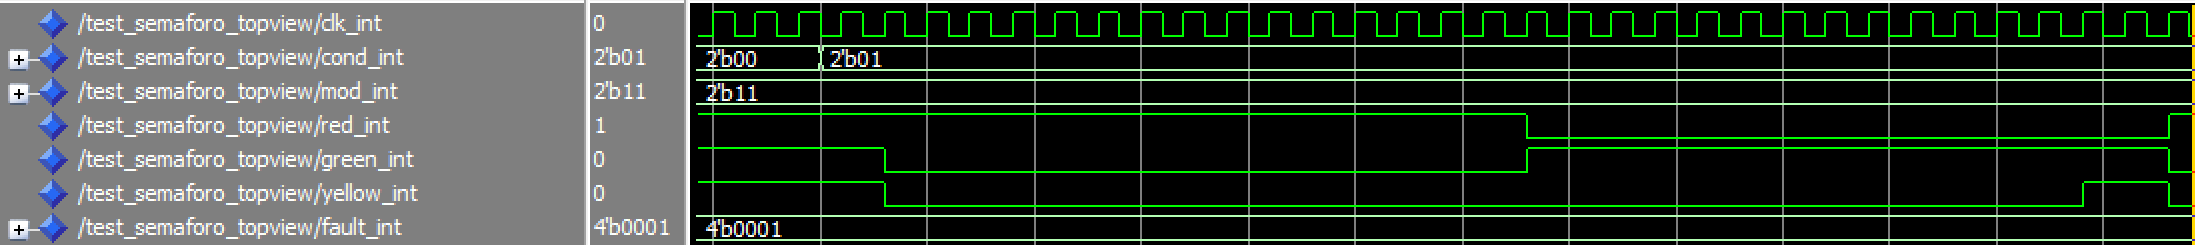 /test_semaforo_topview/clk_int 0
/test_semaforo_topview/cond_int 2'b01 2'b00 2'b01
/test_semaforo_topview/mod_int 2'b11 2'b11
/test_semaforo_topview/red_int 1
/test_semaforo_topview/green_int 0
/test_semaforo_topview/yellow_int 0
/test_semaforo_topview/fault_int 4'b0001 4'b0001